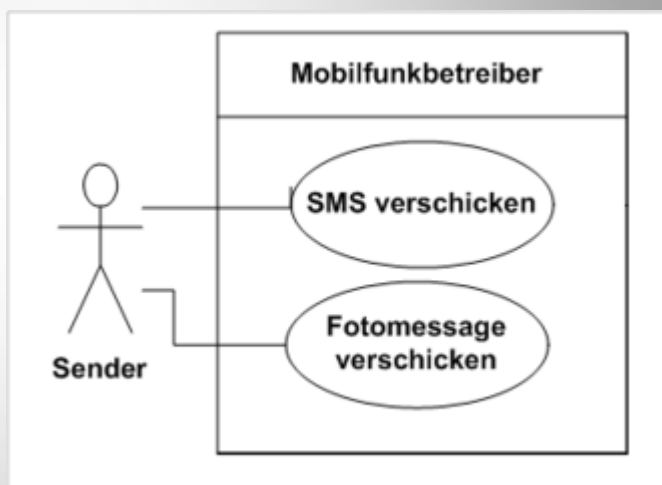 Mobilfunkbetreiber
SMS verschicken
Fotomessage
verschicken
Sender